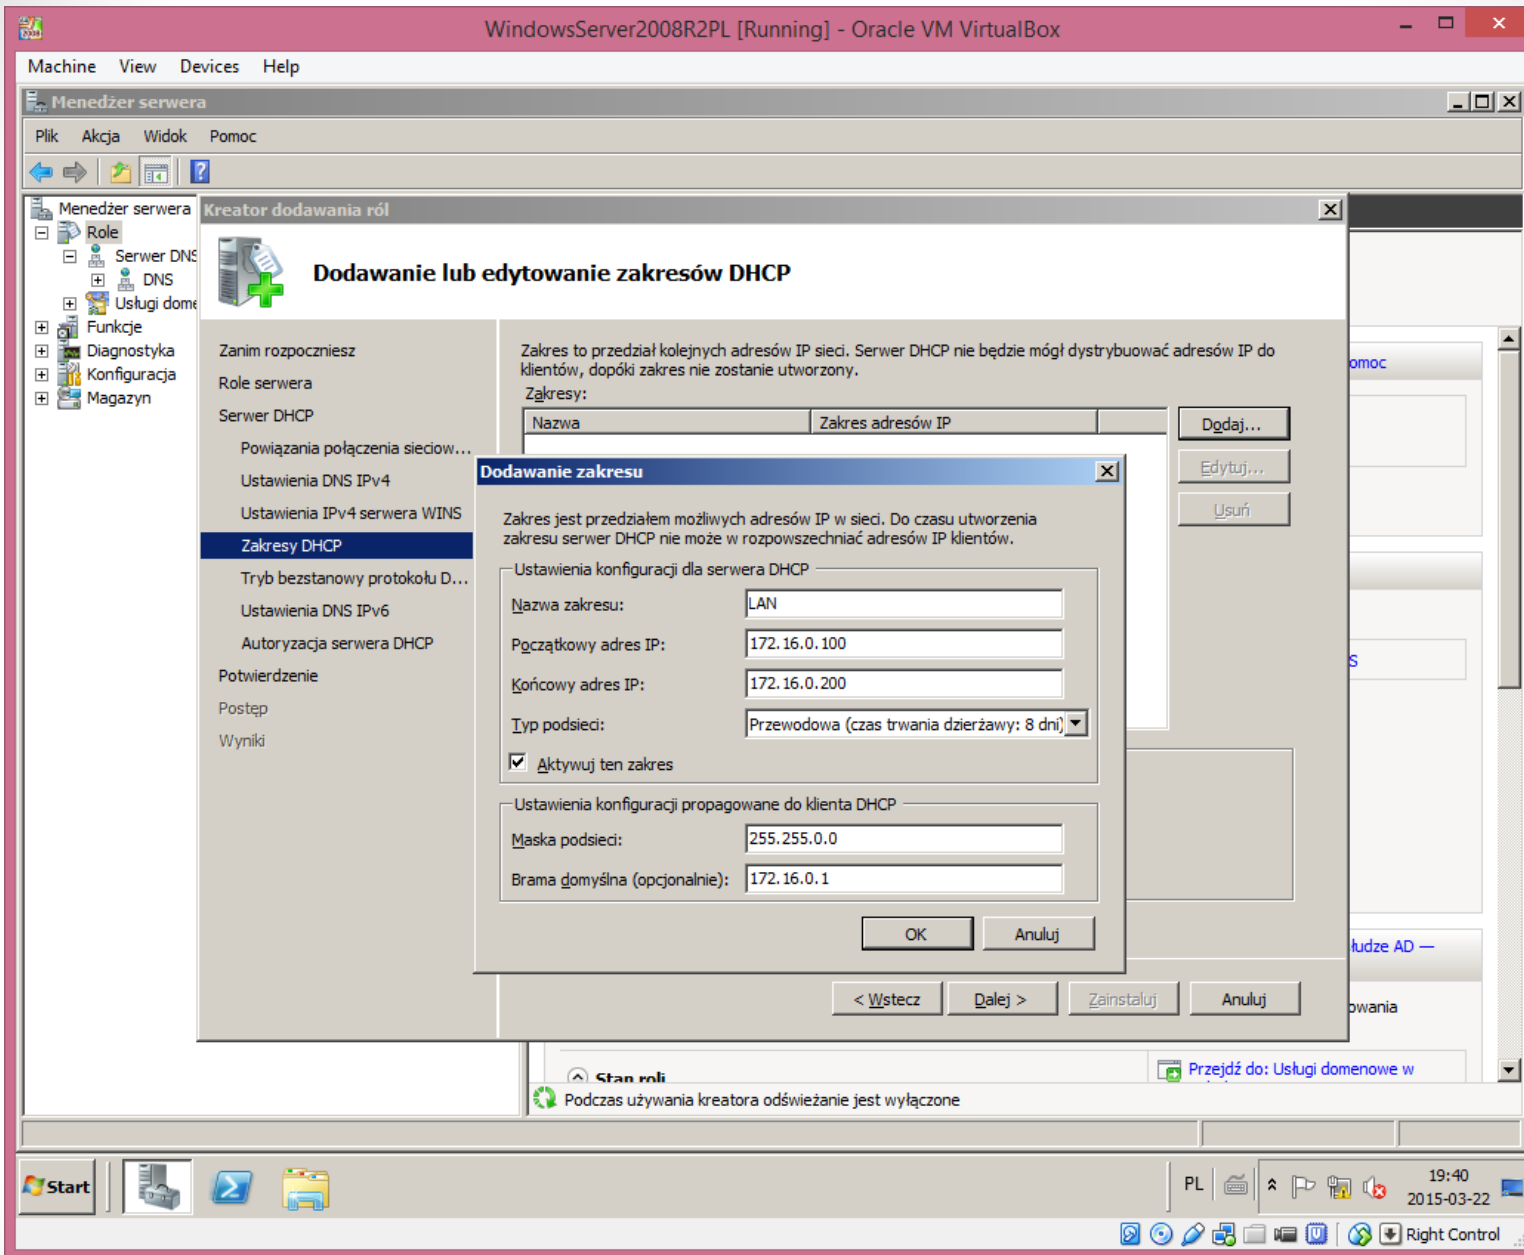 WindowsServer2008R2PL [Running] - Oracle VM VirtualBox
Machine View Devices Help
Menedżer serwera
Plik Akcja Widok Pomoc
Menedżer serwera
Role
Serwer DNS
DNS
Usługi dome
Funkcje
Diagnostyka
Konfiguracja
Magazyn
Kreator dodawania ról
Dodawanie lub edytowanie zakresów DHCP
Zanim rozpoczniesz
Role serwera
Serwer DHCP
Powiązania połączenia sieciow...
Ustawienia DNS IPv4
Ustawienia IPv4 serwera WINS
Zakresy DHCP
Tryb bezstanowy protokołu D...
Ustawienia DNS IPv6
Autoryzacja serwera DHCP
Potwierdzenie
Postęp
Wyniki
Zakres to przedział kolejnych adresów IP sieci. Serwer DHCP nie będzie mógł dystrybuować adresów IP do
klientów, dopóki zakres nie zostanie utworzony.
Zakresy:
Nazwa Zakres adresów IP
Dodaj...
Edytuj...
Usuń
Dodawanie zakresu
Zakres jest przedziałem możliwych adresów IP w sieci. Do czasu utworzenia
zakresu serwer DHCP nie może w rozpowszechniać adresów IP klientów.
Ustawienia konfiguracji dla serwera DHCP
Nazwa zakresu: LAN
Początkowy adres IP: 172.16.0.100
Końcowy adres IP: 172.16.0.200
Typ podsieci: Przewodowa (czas trwania dzierżawy: 8 dni)
Aktywuj ten zakres
Ustawienia konfiguracji propagowane do klienta DHCP
Maska podsieci: 255.255.0.0
Brama domyślna (opcjonalnie): 172.16.0.1
OK Anuluj
< Wstecz Dalej > Zainstaluj Anuluj
omoc
S
łudze AD —
owania
Stan roli
Przejdź do: Usługi domenowe w
Podczas używania kreatora odświeżanie jest wyłączone
Start
PL
19:40
2015-03-22
Right Control